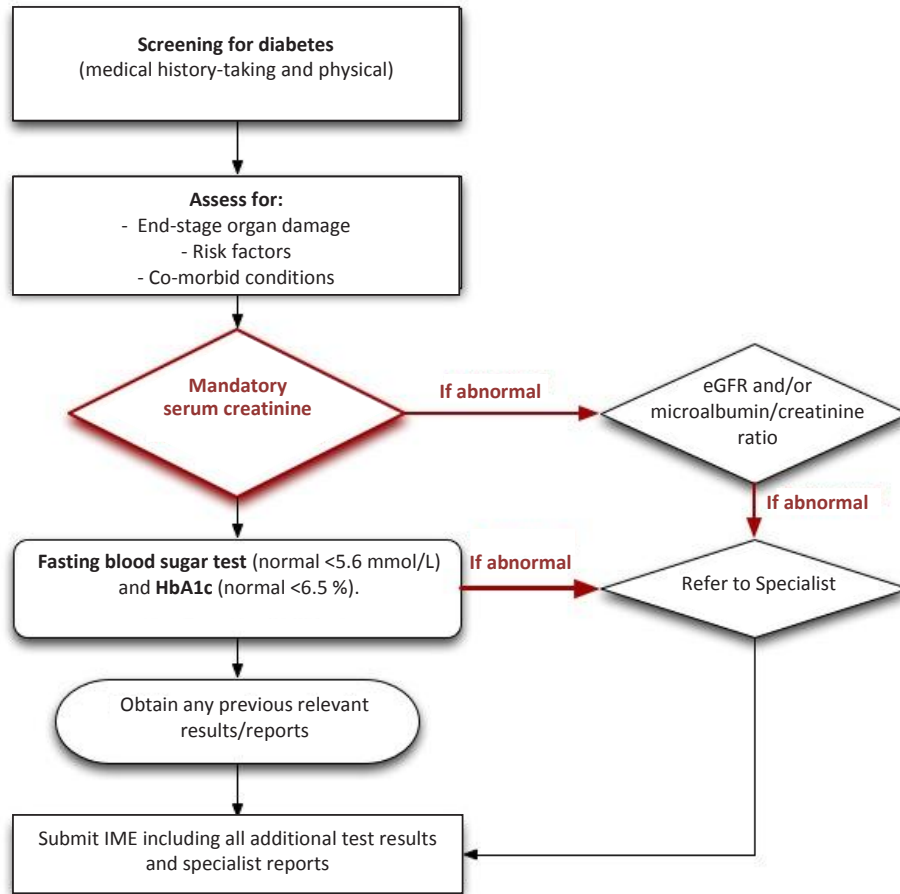 Screening for diabetes
(medical history-taking and physical)
Assess for:
- End-stage organ damage
- Risk factors
- Co-morbid conditions
Mandatory
serum creatinine
If abnormal
eGFR and/or
microalbumin/creatinine
ratio
If abnormal
Fasting blood sugar test (normal <5.6 mmol/L)
and HbA1c (normal <6.5 %).
If abnormal
Refer to Specialist
Obtain any previous relevant
results/reports
Submit IME including all additional test results
and specialist reports